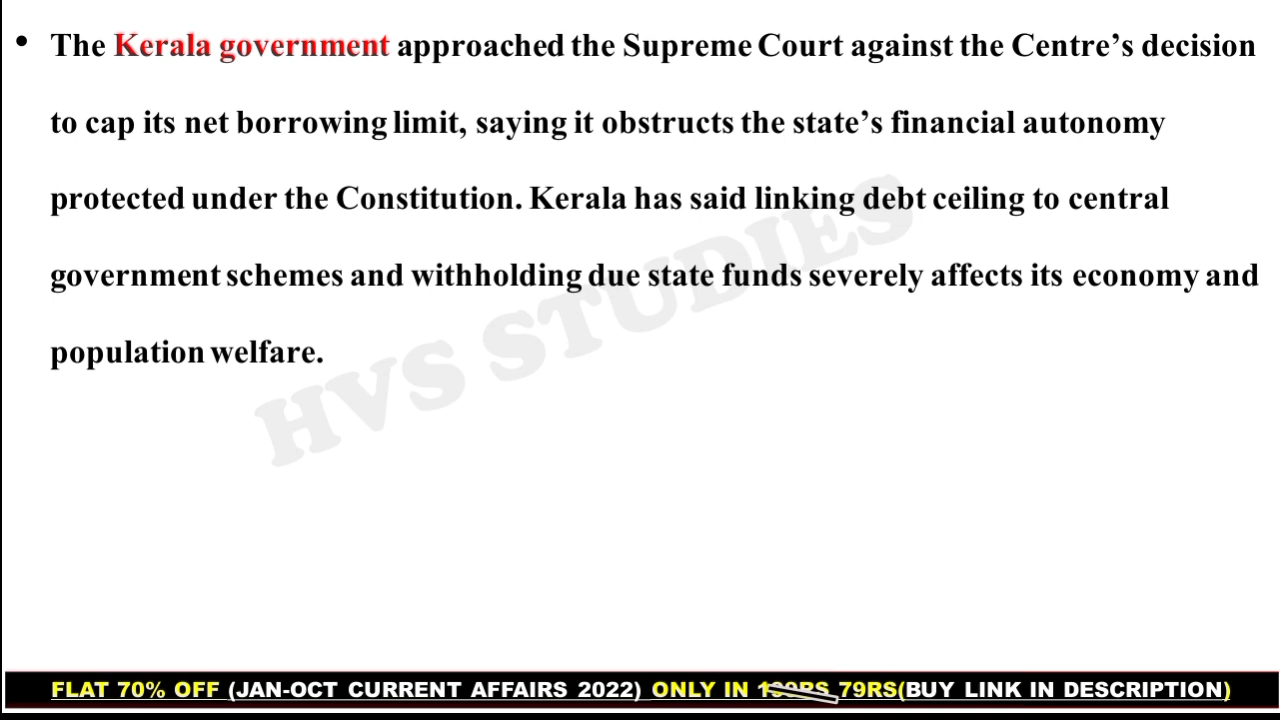 • The Kerala government approached the Supreme Court against the Centre’s decision
to cap its net borrowing limit, saying it obstructs the state’s financial autonomy
protected under the Constitution. Kerala has said linking debt ceiling to central
government schemes and withholding due state funds severely affects its economy and
population welfare.
HVS STUDIES
FLAT 70% OFF (JAN-OCT CURRENT AFFAIRS 2022) ONLY IN 79RS(BUY LINK IN DESCRIPTION)